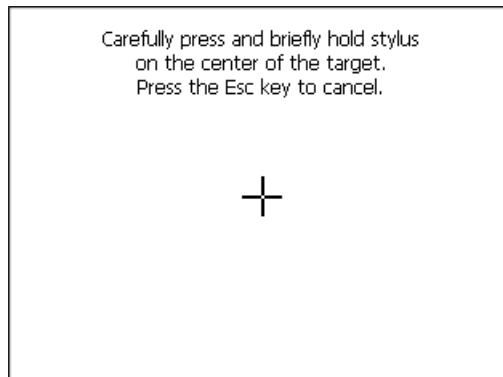 Carefully press and briefly hold stylus
on the center of the target.
Press the Esc key to cancel.